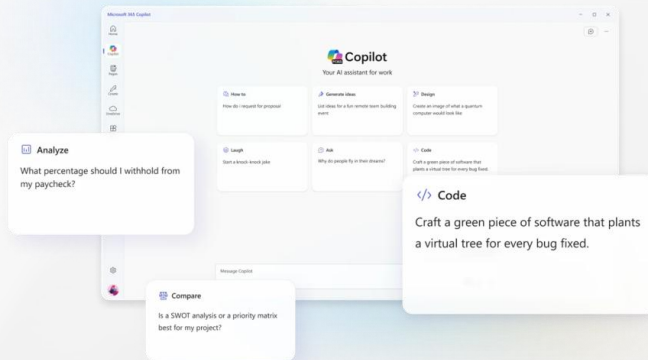 Microsoft 365 Copilot
Home
Copilot
Pages
Create
Copilot
Your AI assistant for work
How to
How do I request for proposal
Generate ideas
List ideas for a fun remote team building
event
Design
Create an image of what a quantum
computer would look like
Laugh
Start a knock-knock joke
Ask
Why do people fly in their dreams?
Code
Craft a green piece of software that
plants a virtual tree for every bug fixed
Analyze
What percentage should I withhold from
my paycheck?
</> Code
Craft a green piece of software that plants
a virtual tree for every bug fixed.
Message Copilot
Compare
Is a SWOT analysis or a priority matrix
best for my project?